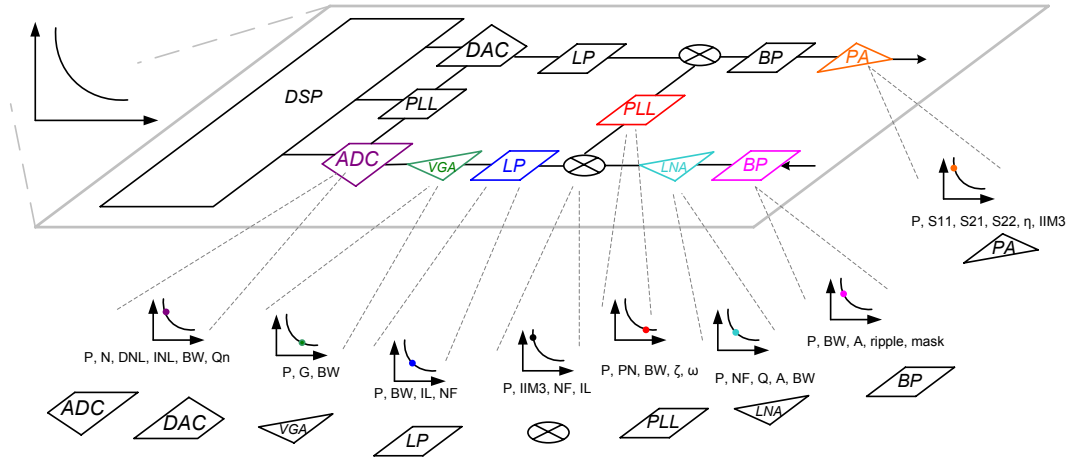 DAC
LP
BP
PA
DSP
PLL
PLL
ADC
VGA
LP
LNA
BP
P, S11, S21, S22, η, IIM3
PA
P, N, DNL, INL, BW, Qn
P, G, BW
P, BW, IL, NF
P, IIM3, NF, IL
P, PN, BW, ζ, ω
P, NF, Q, A, BW
P, BW, A, ripple, mask
ADC
DAC
VGA
LP
PLL
LNA
BP